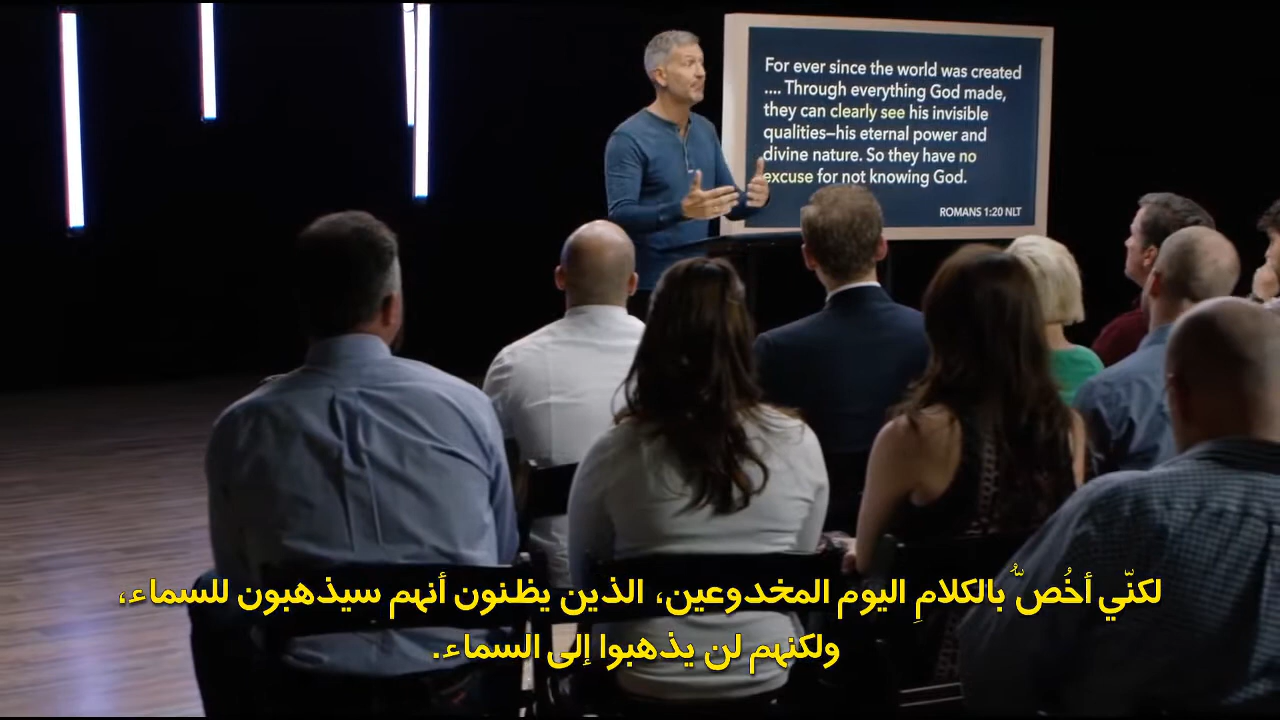 For ever since the world was created
.... Through everything God made,
they can clearly see his invisible
qualities—his eternal power and
divine nature. So they have no
excuse for not knowing God.
ROMANS 1:20 NLT
لكنّني أخُصُّ بالكلامِ اليوم المخدوعين، الذين يظنون أنهم سيذهبون للسماء،
ولكنهم لن يذهبوا إلى السماء.